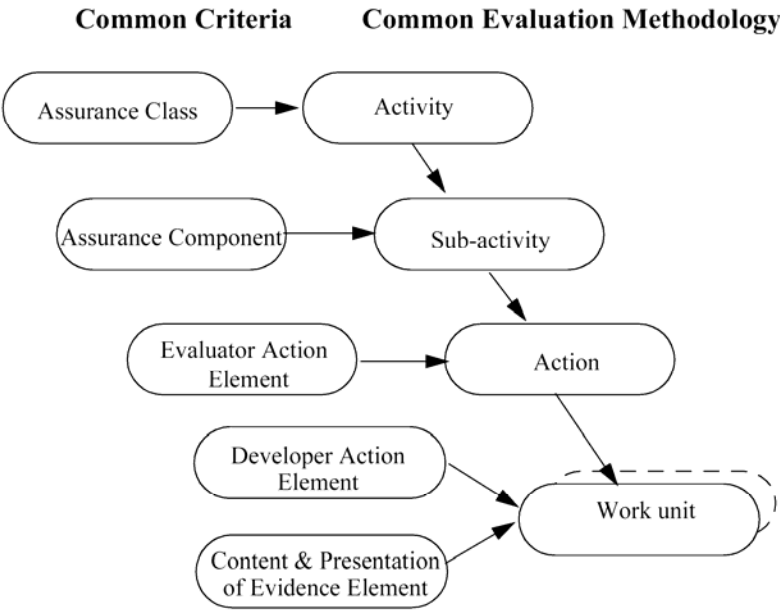 Common Criteria
Common Evaluation Methodology
Assurance Class
Activity
Assurance Component
Sub-activity
Evaluator Action
Element
Action
Developer Action
Element
Work unit
Content & Presentation
of Evidence Element